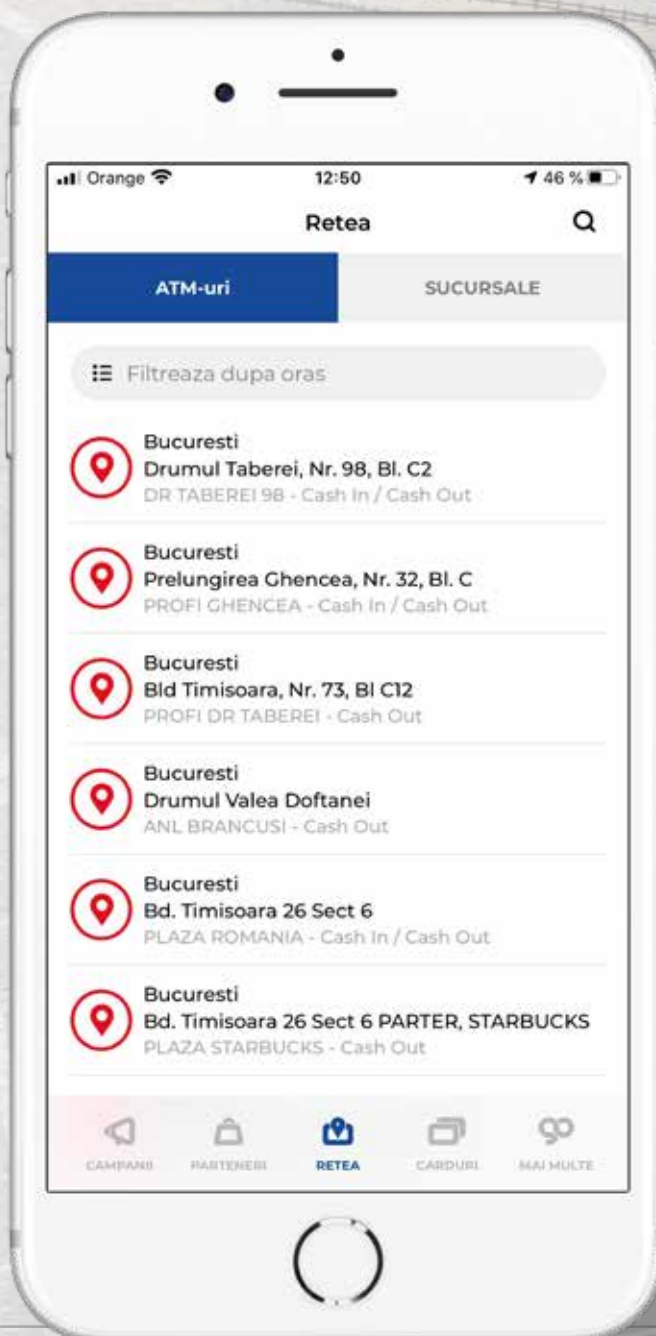 Orange 12:50 46 %
Retea
ATM-uri SUCURSALE
Filtreaza dupa oras
Bucuresti
Drumul Taberei, Nr. 98, Bl. C2
DR TABEREI 98 - Cash In / Cash Out
Bucuresti
Prelungirea Ghencea, Nr. 32, Bl. C
PROFI GHENCEA - Cash In / Cash Out
Bucuresti
Bld Timisoara, Nr. 73, Bl C12
PROFI DR TABEREI - Cash Out
Bucuresti
Drumul Valea Doftanei
ANL BRANCUSI - Cash Out
Bucuresti
Bd. Timisoara 26 Sect 6
PLAZA ROMANIA - Cash In / Cash Out
Bucuresti
Bd. Timisoara 26 Sect 6 PARTER, STARBUCKS
PLAZA STARBUCKS - Cash Out
CAMPANII PARTENERI RETEA CARDURI MAI MULTE